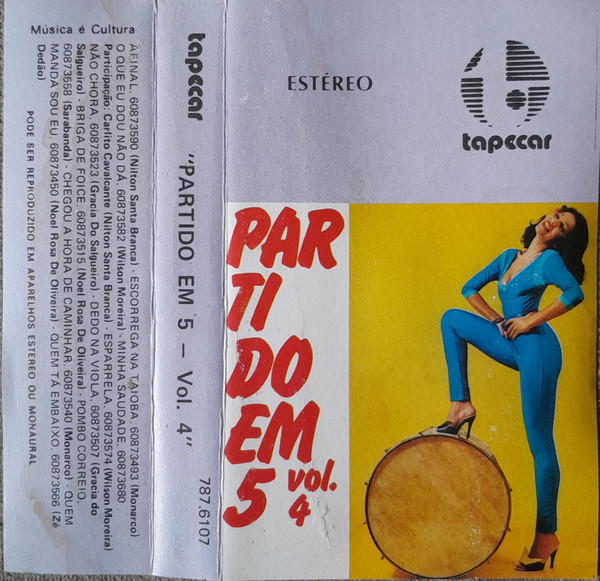 Música é Cultura
AFINAL. 60873590 (Nilton Santa Branca) - ESCORREGA NA TAIOBA. 60873493 (Monarco)
O QUE EU DOU NÃO DÁ. 60873582 (Wilson Moreira) - MINHA SAUDADE. 60873680
Participação: Carlito Cavalcante (Nilton Santa Branca) - ESPARRELA. 60873574 (Wilson Moreira)
NÃO CHORA. 60873523 (Gracia Do Salgueiro) - DEDO NA VIOLA. 60873507 (Gracia do
Salgueiro) - BRIGA DE FOICE. 60873515 (Noel Rosa De Oliveira) - POMBO CORREIO.
60873558 (Sarabanda) - CHEGOU A HORA DE CAMINHAR. 60873540 (Monarco) - QUEM
MANDA SOU EU. 60873450 (Noel Rosa De Oliveira) - QUEM TÁ EMBAIXO. 60873566 (Zé
Dedão)
PODE SER REPRODUZIDO EM APARELHOS ESTEREO OU MONAURAL
tapecar "PARTIDO EM 5 — Vol. 4" 787.6107
ESTÉREO
tapecar
PAR
TI
DO
EM
5 vol.
4